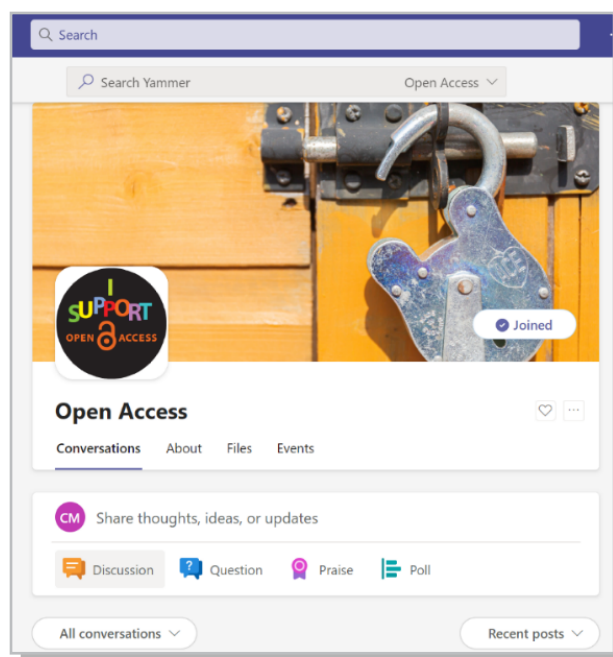 Search
Search Yammer Open Access
I
SUPPORT
OPEN ACCESS
Joined
Open Access
Conversations About Files Events
CM Share thoughts, ideas, or updates
Discussion ? Question Praise Poll
All conversations Recent posts